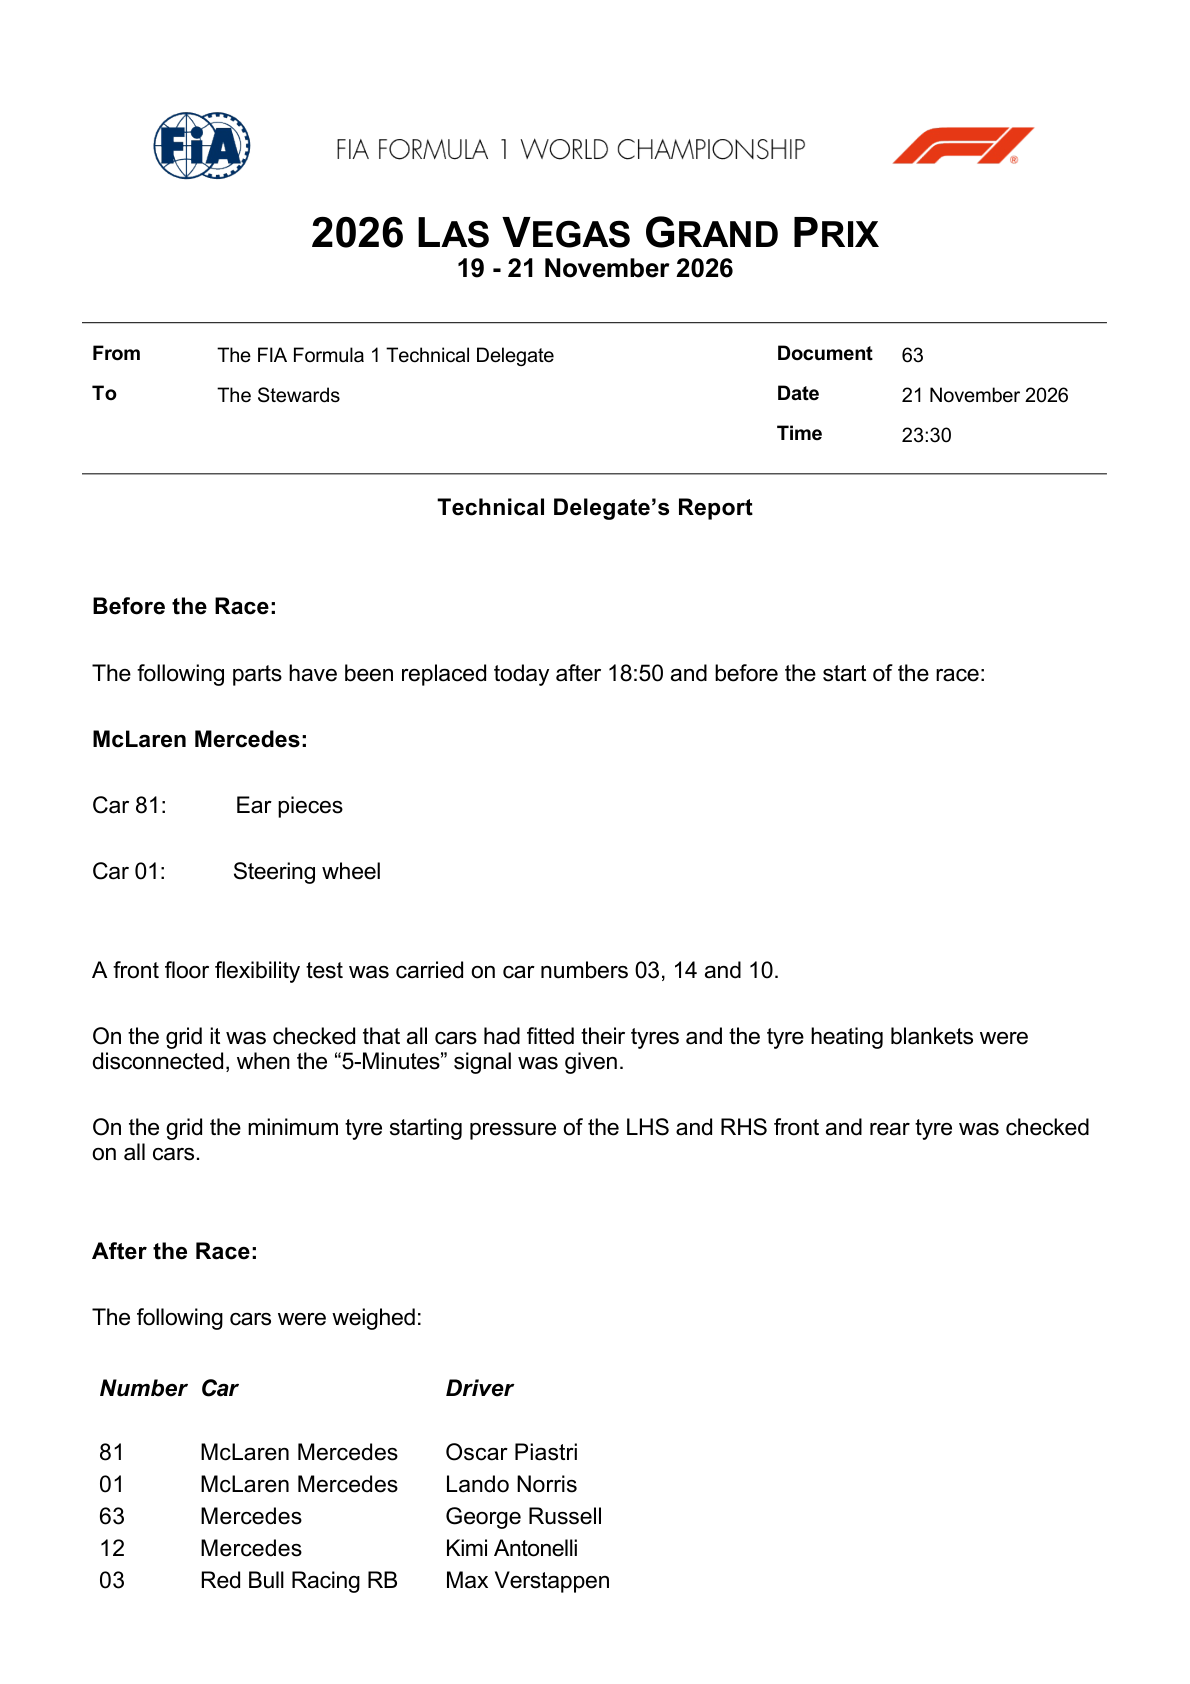 FiA
FIA FORMULA 1 WORLD CHAMPIONSHIP
F1®
2026 LAS VEGAS GRAND PRIX
19 - 21 November 2026
From The FIA Formula 1 Technical Delegate Document 63
To The Stewards Date 21 November 2026
Time 23:30
Technical Delegate’s Report
Before the Race:
The following parts have been replaced today after 18:50 and before the start of the race:
McLaren Mercedes:
Car 81: Ear pieces
Car 01: Steering wheel
A front floor flexibility test was carried on car numbers 03, 14 and 10.
On the grid it was checked that all cars had fitted their tyres and the tyre heating blankets were
disconnected, when the “5-Minutes” signal was given.
On the grid the minimum tyre starting pressure of the LHS and RHS front and rear tyre was checked
on all cars.
After the Race:
The following cars were weighed:
Number Car Driver
81 McLaren Mercedes Oscar Piastri
01 McLaren Mercedes Lando Norris
63 Mercedes George Russell
12 Mercedes Kimi Antonelli
03 Red Bull Racing RB Max Verstappen